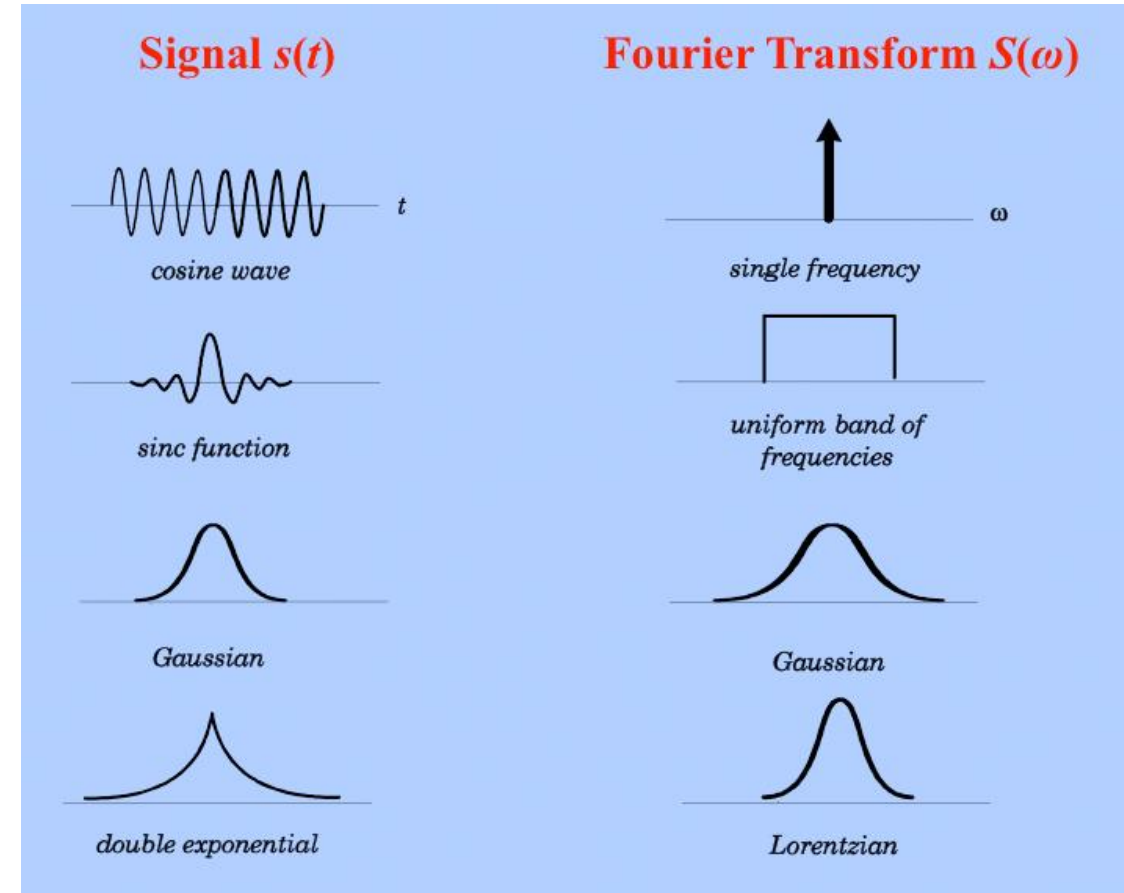 Signal s(t)
Fourier Transform S(ω)
t
ω
cosine wave
single frequency
sinc function
uniform band of
frequencies
Gaussian
Gaussian
double exponential
Lorentzian